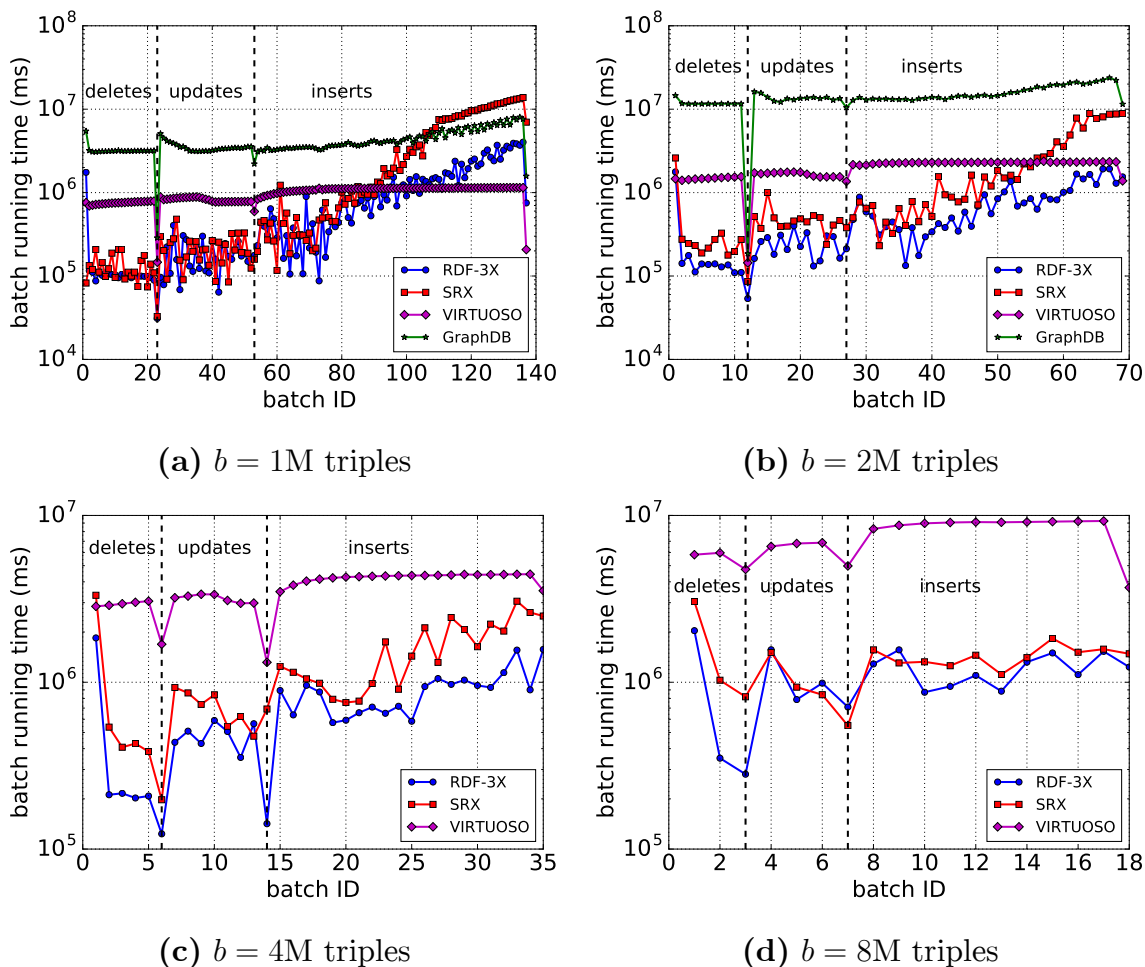 10^8
10^7
10^6
10^5
10^4
batch running time (ms)
deletes updates inserts
RDF-3X
SRX
VIRTUOSO
GraphDB
0 20 40 60 80 100 120 140
batch ID
(a) b = 1M triples
10^8
10^7
10^6
10^5
10^4
batch running time (ms)
deletes updates inserts
RDF-3X
SRX
VIRTUOSO
GraphDB
0 10 20 30 40 50 60 70
batch ID
(b) b = 2M triples
10^7
10^6
10^5
batch running time (ms)
deletes updates inserts
RDF-3X
SRX
VIRTUOSO
0 5 10 15 20 25 30 35
batch ID
(c) b = 4M triples
10^7
10^6
10^5
batch running time (ms)
deletes updates inserts
RDF-3X
SRX
VIRTUOSO
0 2 4 6 8 10 12 14 16 18
batch ID
(d) b = 8M triples